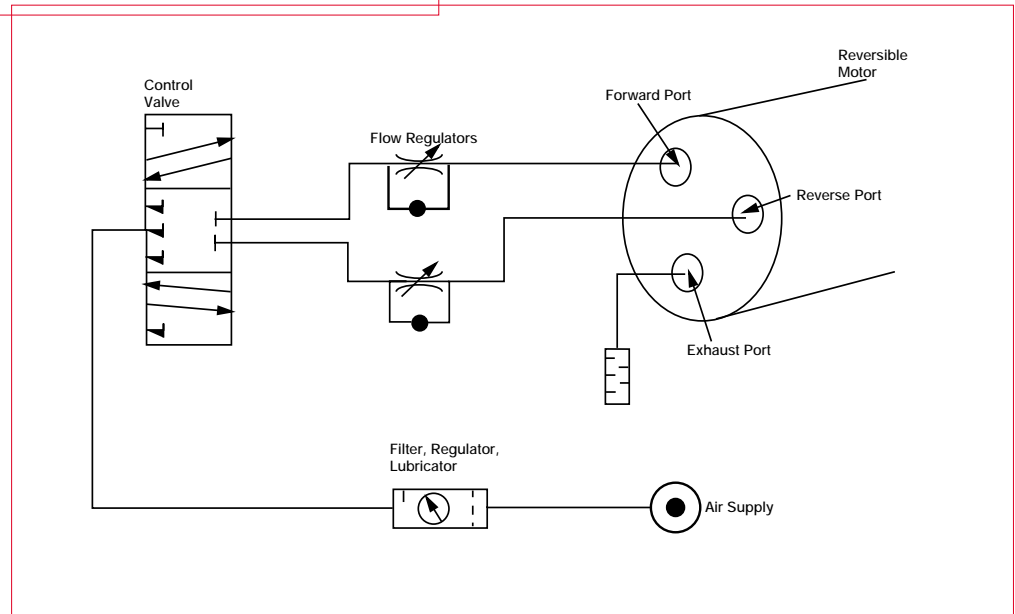 Reversible
Motor
Control
Valve
Forward Port
Flow Regulators
Reverse Port
Exhaust Port
Filter, Regulator,
Lubricator
Air Supply